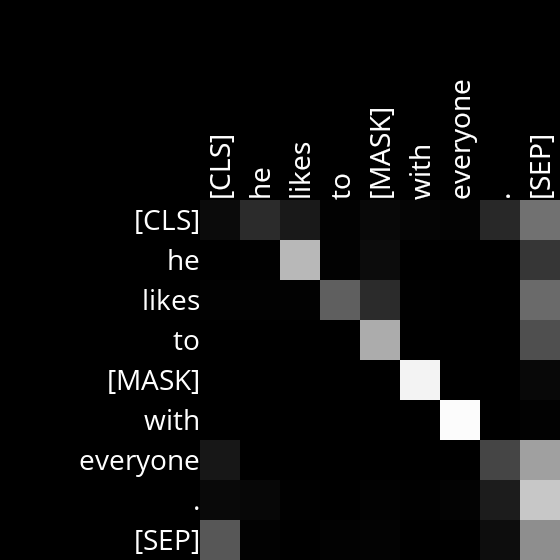 [CLS] he likes to [MASK] with everyone . [SEP]
[CLS]
he
likes
to
[MASK]
with
everyone
.
[SEP]